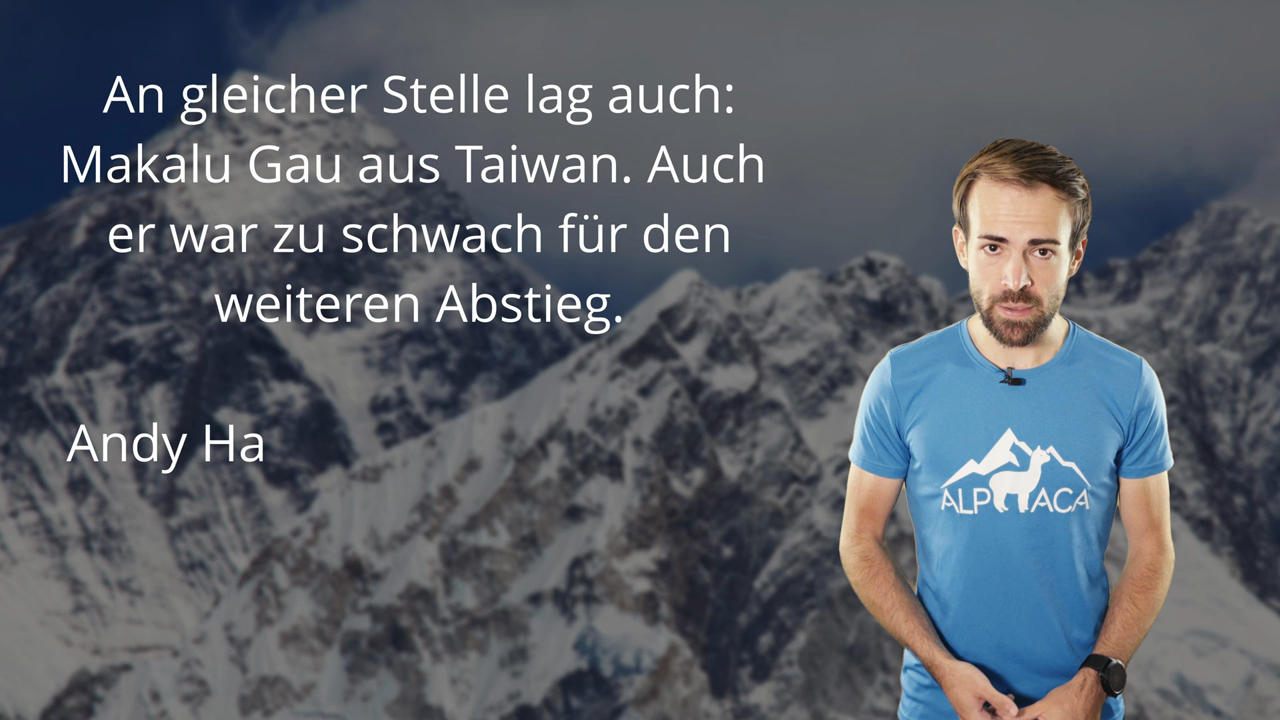 An gleicher Stelle lag auch:
Makalu Gau aus Taiwan. Auch
er war zu schwach für den
weiteren Abstieg.
Andy Ha
ALPACA